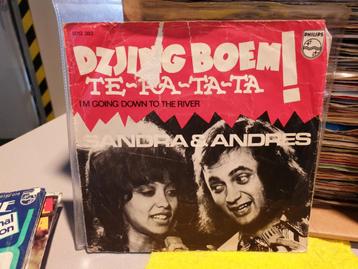 PHILIPS
DZJING BOEM!
TE-RA-TA-TA
I'M GOING DOWN TO THE RIVER
SANDRA & ANDRES